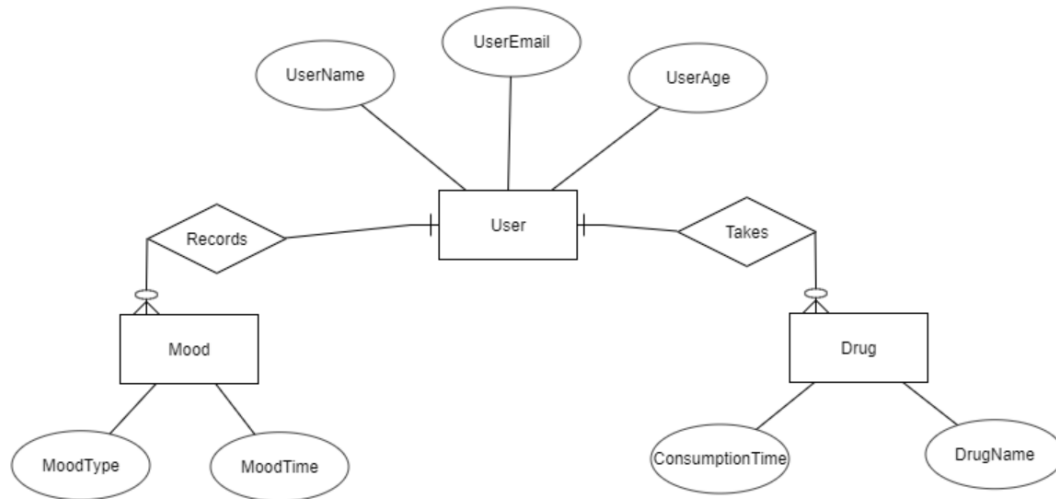 UserEmail
UserName
UserAge
User
Records
Takes
Mood
Drug
MoodType
MoodTime
ConsumptionTime
DrugName